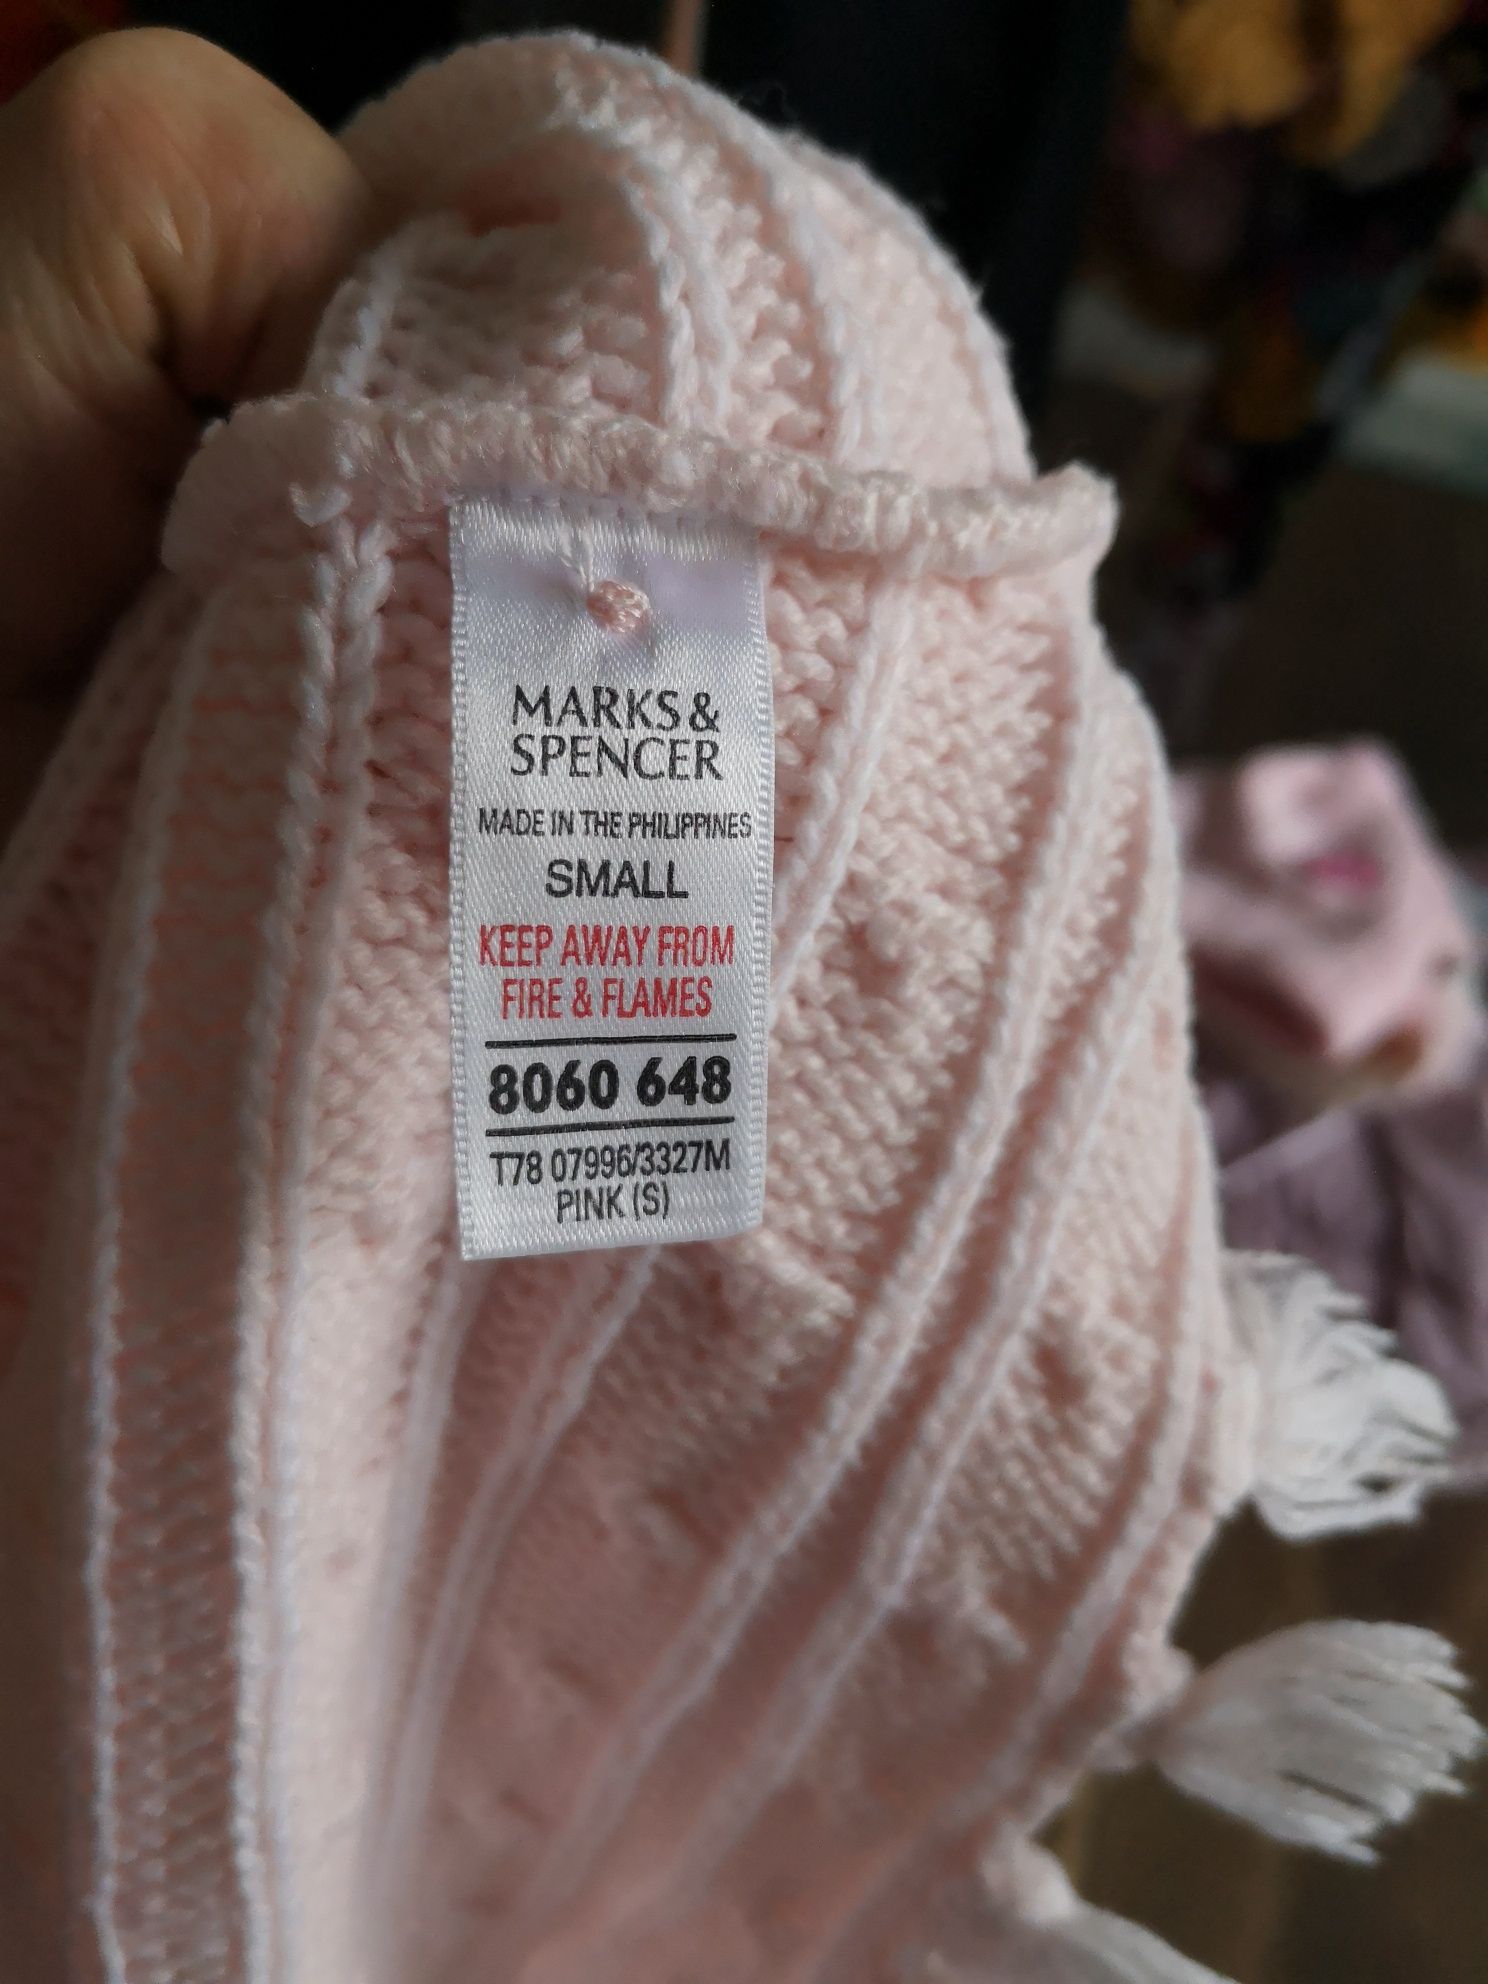 MARKS &
SPENCER
MADE IN THE PHILIPPINES
SMALL
KEEP AWAY FROM
FIRE & FLAMES
8060 648
T78 07996/3327M
PINK (S)